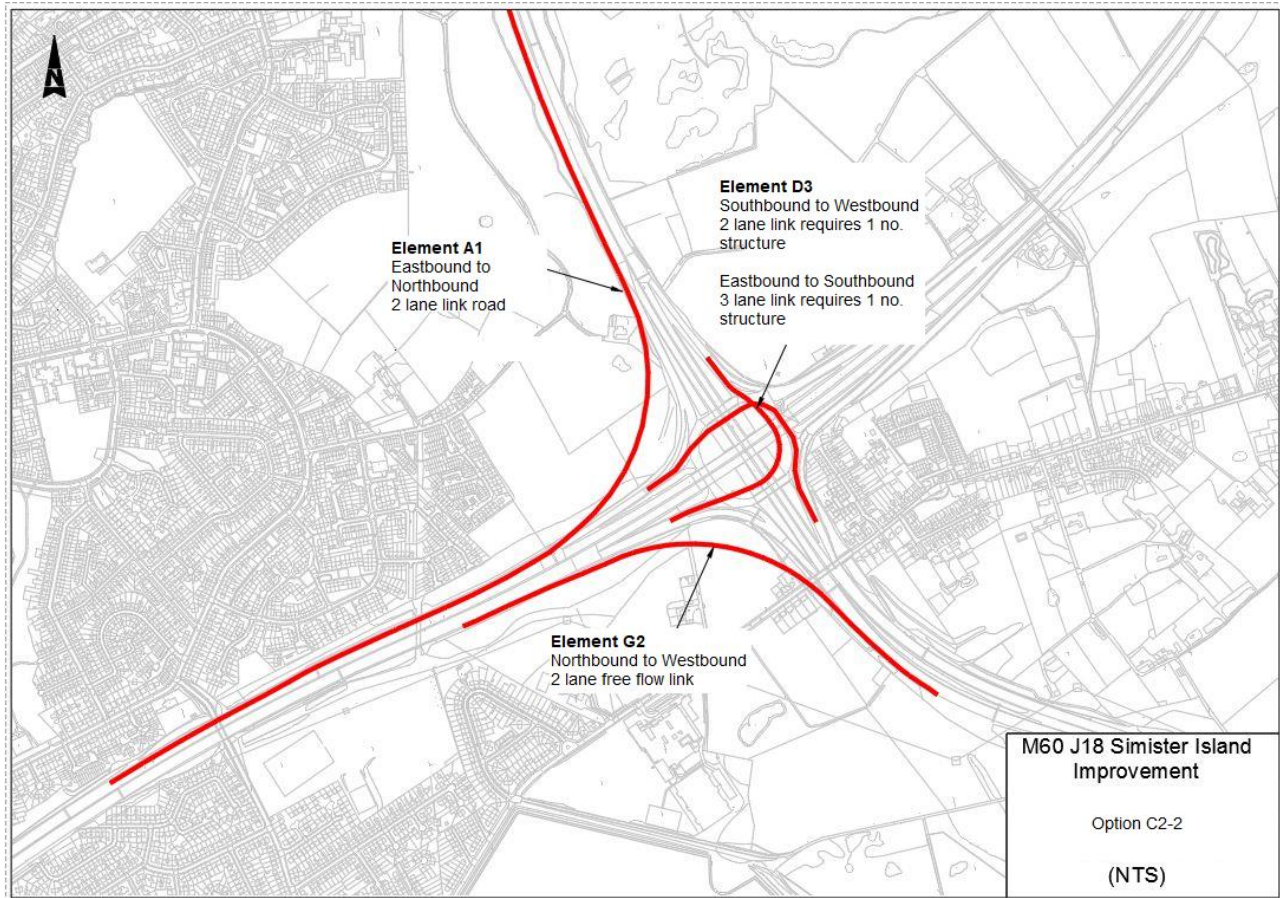 N
Element D3
Southbound to Westbound
2 lane link requires 1 no.
structure
Eastbound to Southbound
3 lane link requires 1 no.
structure
Element A1
Eastbound to
Northbound
2 lane link road
Element G2
Northbound to Westbound
2 lane free flow link
M60 J18 Simister Island
Improvement
Option C2-2
(NTS)